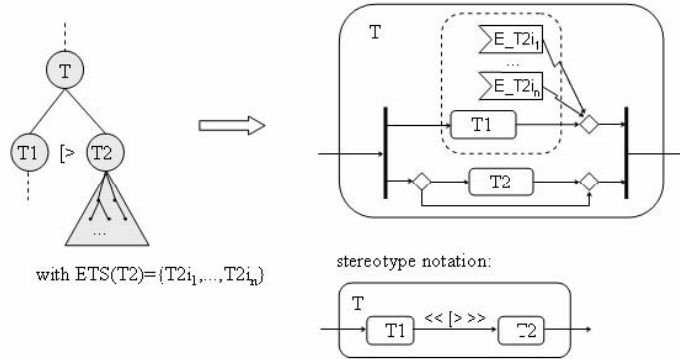 T
T1 [> T2
...
with ETS(T2)={T2i₁,...,T2iₙ}
T
E_T2i₁
...
E_T2iₙ
T1
T2
stereotype notation:
T
T1 << [> >> T2